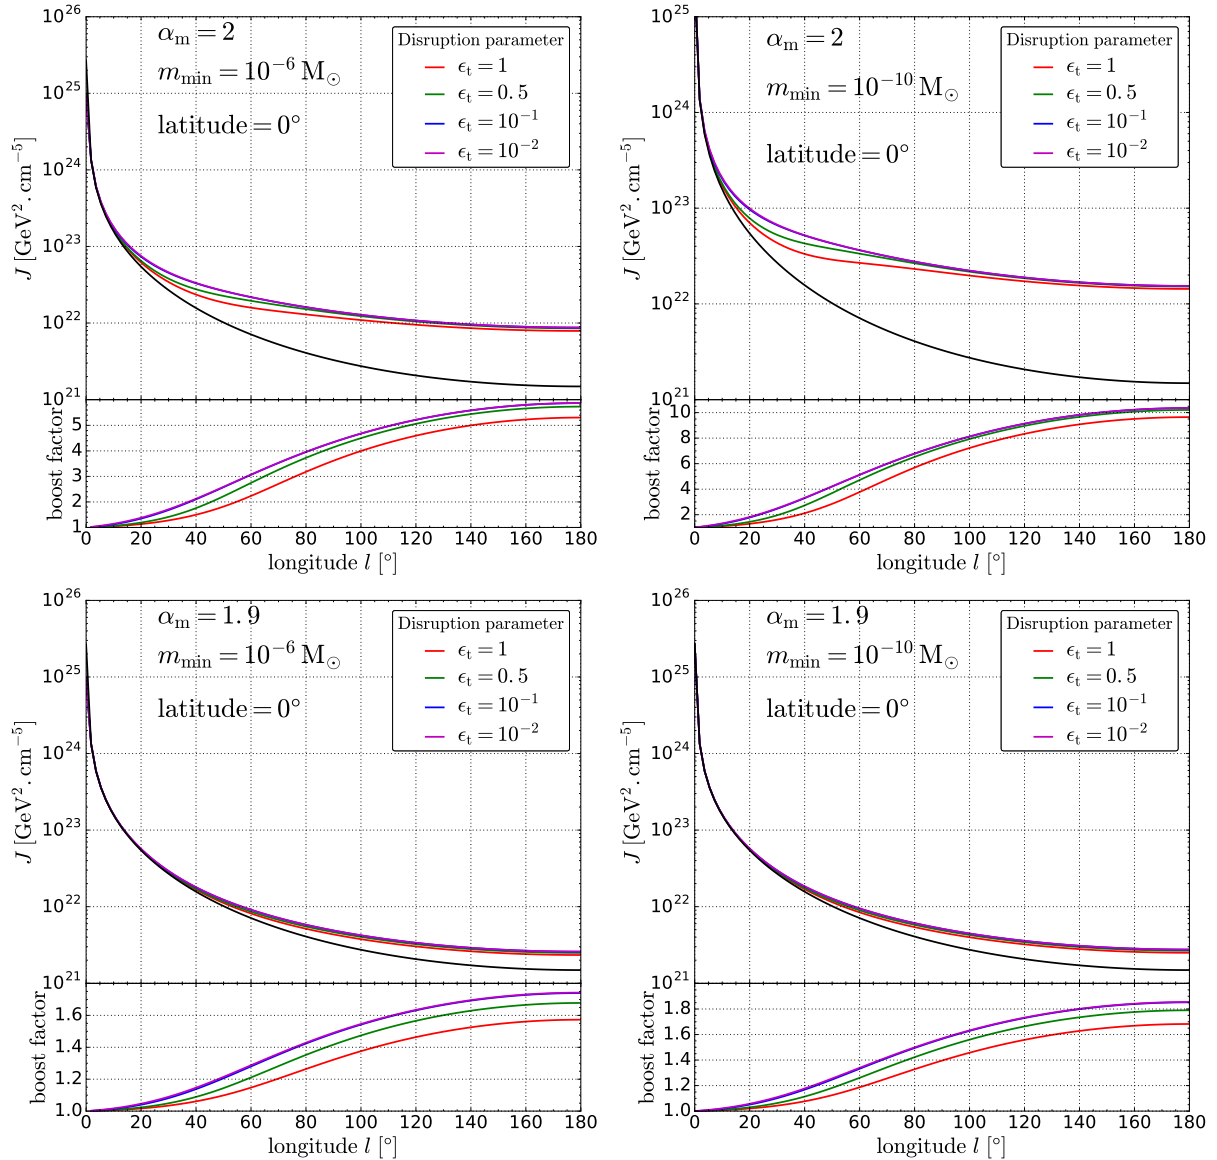 α_m = 2
m_min = 10^−6 M_⊙
latitude = 0°
Disruption parameter
ϵ_t = 1
ϵ_t = 0.5
ϵ_t = 10^−1
ϵ_t = 10^−2
J [GeV^2.cm^−5]
10^26
10^25
10^24
10^23
10^22
10^21
boost factor
5
4
3
2
1
0 20 40 60 80 100 120 140 160 180
longitude l [°]
α_m = 2
m_min = 10^−10 M_⊙
latitude = 0°
Disruption parameter
ϵ_t = 1
ϵ_t = 0.5
ϵ_t = 10^−1
ϵ_t = 10^−2
J [GeV^2.cm^−5]
10^25
10^24
10^23
10^22
10^21
boost factor
10
8
6
4
2
0 20 40 60 80 100 120 140 160 180
longitude l [°]
α_m = 1.9
m_min = 10^−6 M_⊙
latitude = 0°
Disruption parameter
ϵ_t = 1
ϵ_t = 0.5
ϵ_t = 10^−1
ϵ_t = 10^−2
J [GeV^2.cm^−5]
10^26
10^25
10^24
10^23
10^22
10^21
boost factor
1.6
1.4
1.2
1.0
0 20 40 60 80 100 120 140 160 180
longitude l [°]
α_m = 1.9
m_min = 10^−10 M_⊙
latitude = 0°
Disruption parameter
ϵ_t = 1
ϵ_t = 0.5
ϵ_t = 10^−1
ϵ_t = 10^−2
J [GeV^2.cm^−5]
10^26
10^25
10^24
10^23
10^22
10^21
boost factor
1.8
1.6
1.4
1.2
1.0
0 20 40 60 80 100 120 140 160 180
longitude l [°]